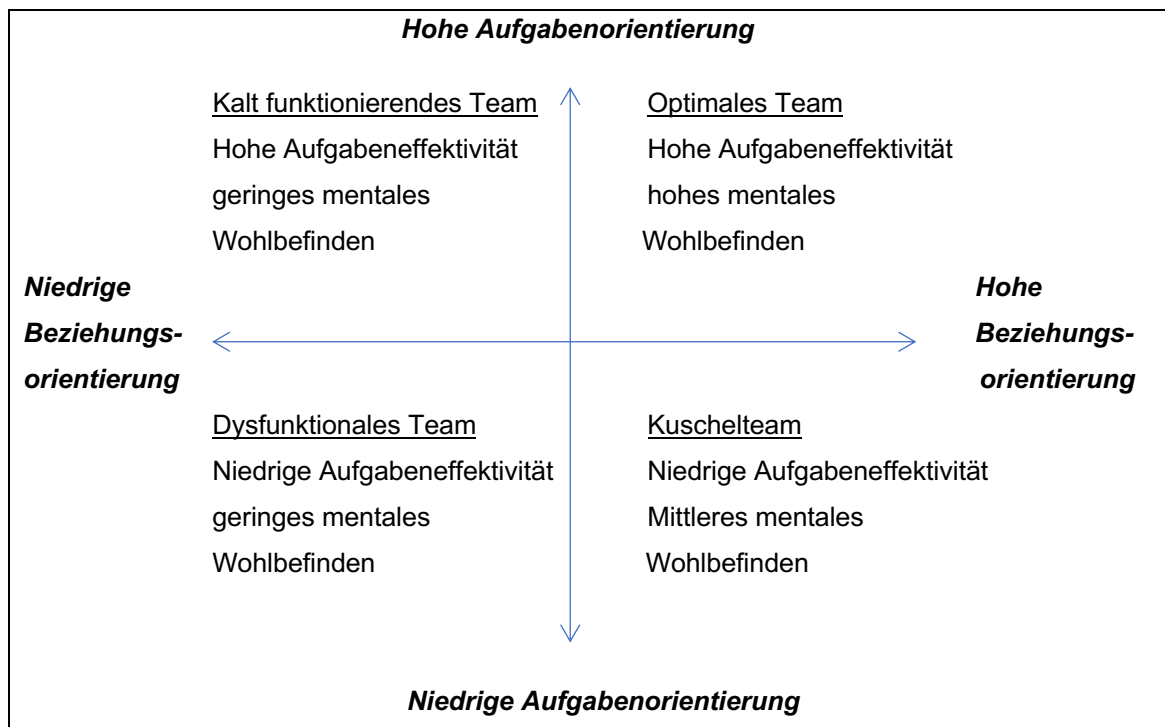 Hohe Aufgabenorientierung
Kalt funktionierendes Team
Hohe Aufgabeneffektivität
geringes mentales
Wohlbefinden
Optimales Team
Hohe Aufgabeneffektivität
hohes mentales
Wohlbefinden
Niedrige
Beziehungs-
orientierung
Hohe
Beziehungs-
orientierung
Dysfunktionales Team
Niedrige Aufgabeneffektivität
geringes mentales
Wohlbefinden
Kuschelteam
Niedrige Aufgabeneffektivität
Mittleres mentales
Wohlbefinden
Niedrige Aufgabenorientierung